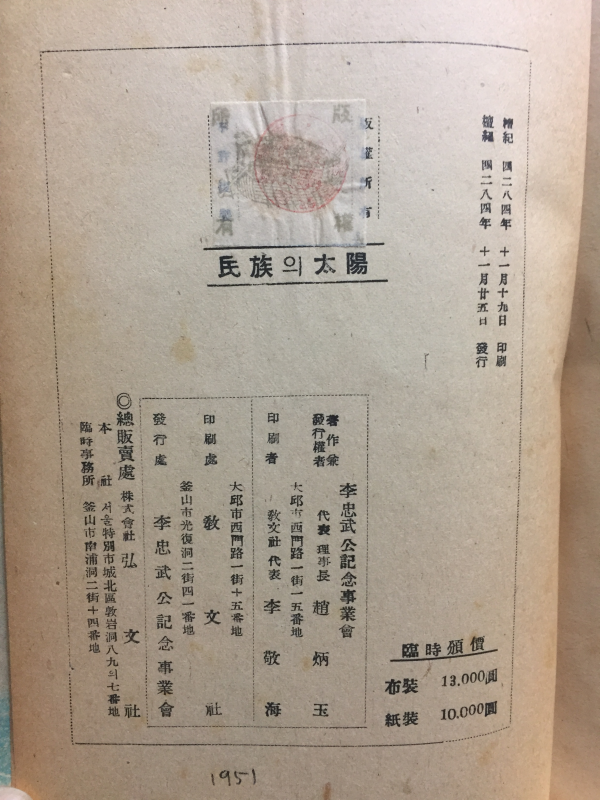 檀紀 四二八四年 十一月十九日 印刷
檀紀 四二八四年 十一月廿五日 發行
版權所有
版權
所有
民族의太陽
臨時頒價
布裝 13.000圓
紙裝 10.000圓
著作兼
發行權者
李忠武公記念事業會
代表理事長 趙炳玉
大邱市西門路一街一五番地
印刷者 敎文社代表 李敬海
大邱市西門路一街十五番地
印刷處 敎文社
釜山市光復洞二街四一番地
發行處 李忠武公記念事業會
◎總販賣處 株式會社 弘文社
本社 서울特別市城北區敦岩洞八九의七番地
臨時事務所 釜山市南浦洞二街十四番地
1951